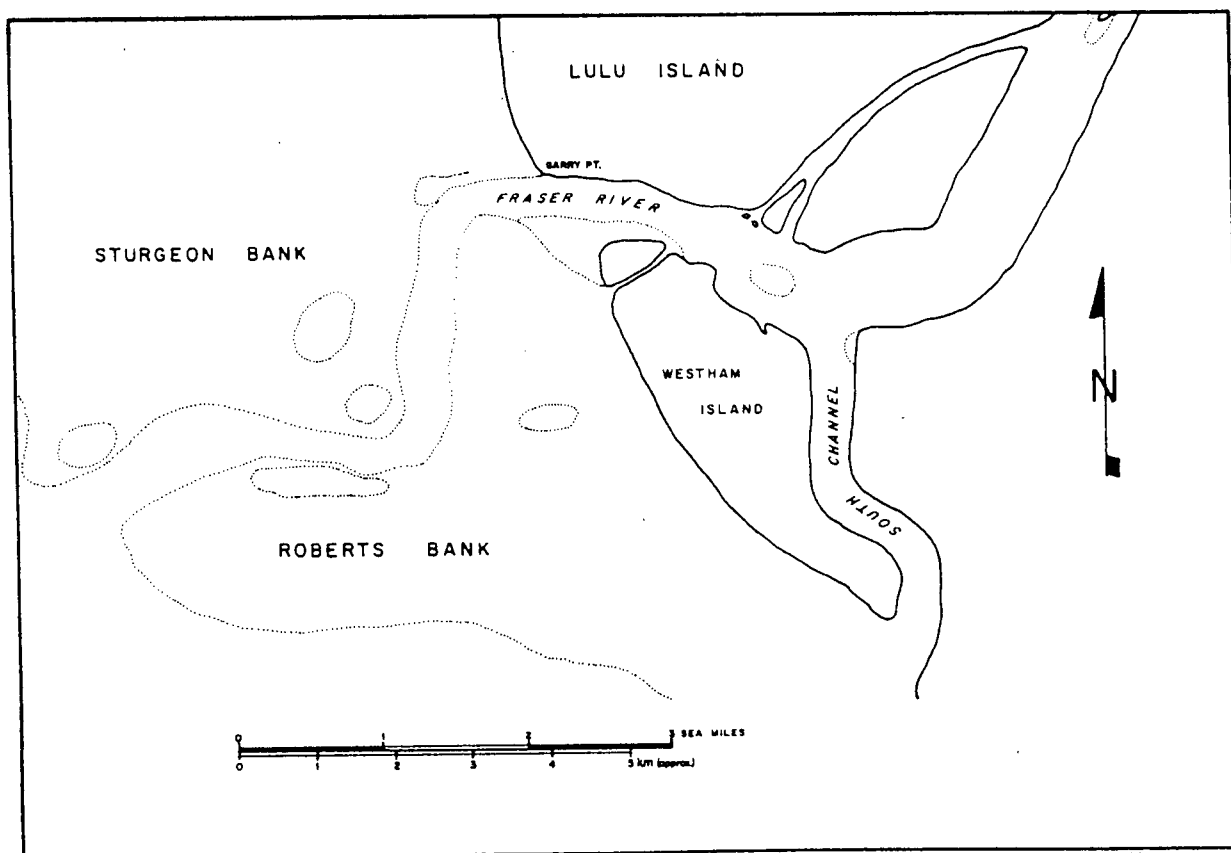 LULU ISLAND
GARRY PT.
FRASER RIVER
STURGEON BANK
WESTHAM
ISLAND
N
CHANNEL
SOUTH
ROBERTS BANK
0 1 2 3 SEA MILES
0 1 2 3 4 5 km (approx.)